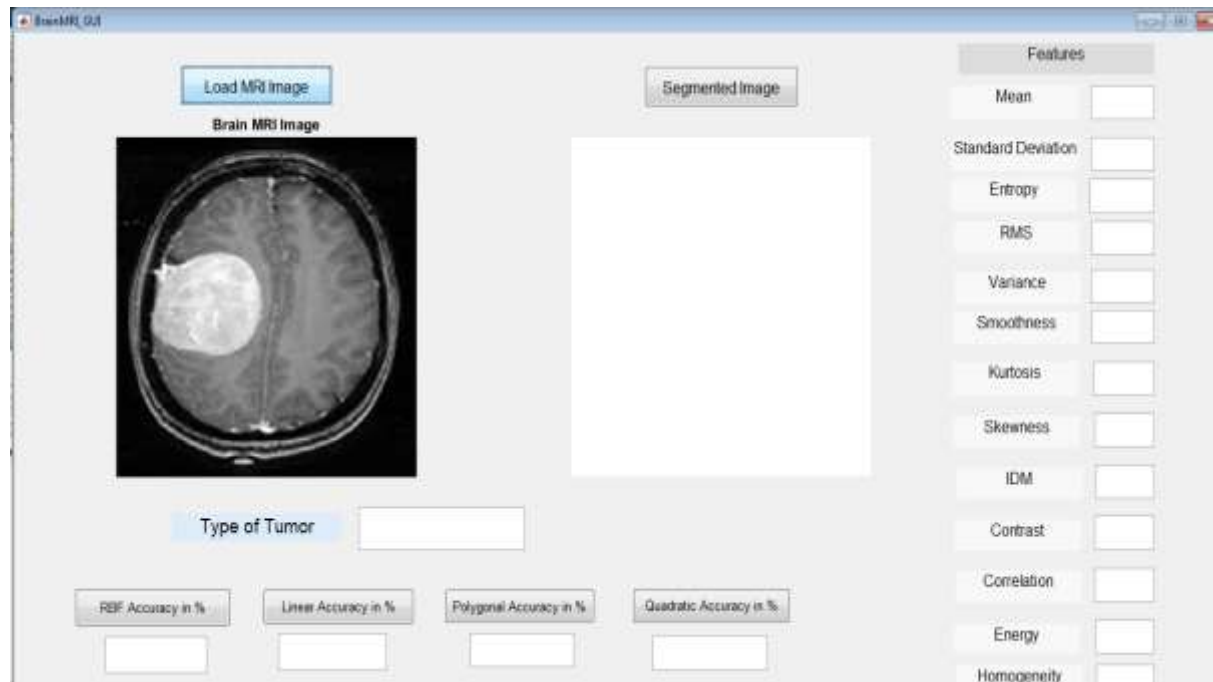 BrainMRI_GUI
Load MRI Image
Segmented Image
Brain MRI Image
Type of Tumor
RBF Accuracy in %
Linear Accuracy in %
Polygonal Accuracy in %
Quadratic Accuracy in %
Features
Mean
Standard Deviation
Entropy
RMS
Variance
Smoothness
Kurtosis
Skewness
IDM
Contrast
Correlation
Energy
Homogeneity